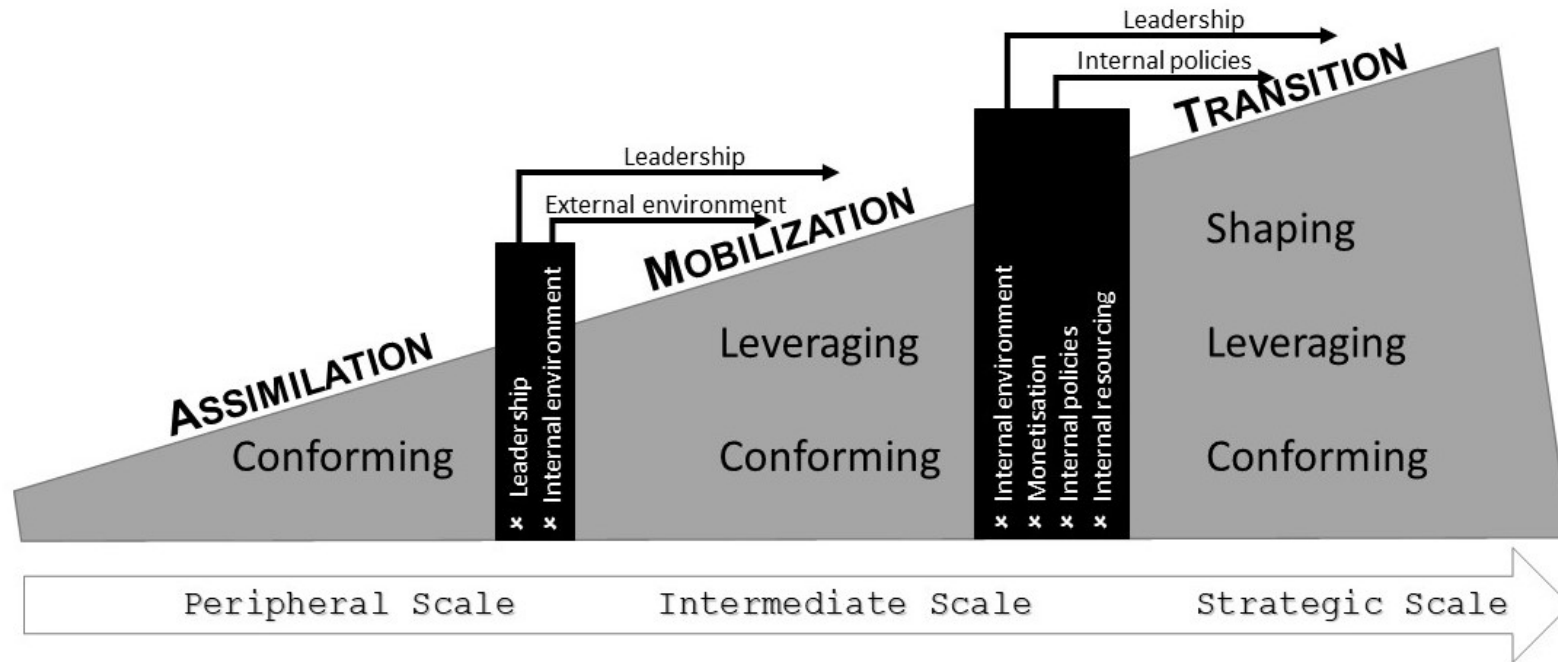 Leadership
Internal policies
TRANSITION
Leadership
External environment
MOBILIZATION
ASSIMILATION
Shaping
Leveraging
Leveraging
Conforming
Conforming
Conforming
× Leadership
× Internal environment
× Internal environment
× Monetisation
× Internal policies
× Internal resourcing
Peripheral Scale
Intermediate Scale
Strategic Scale